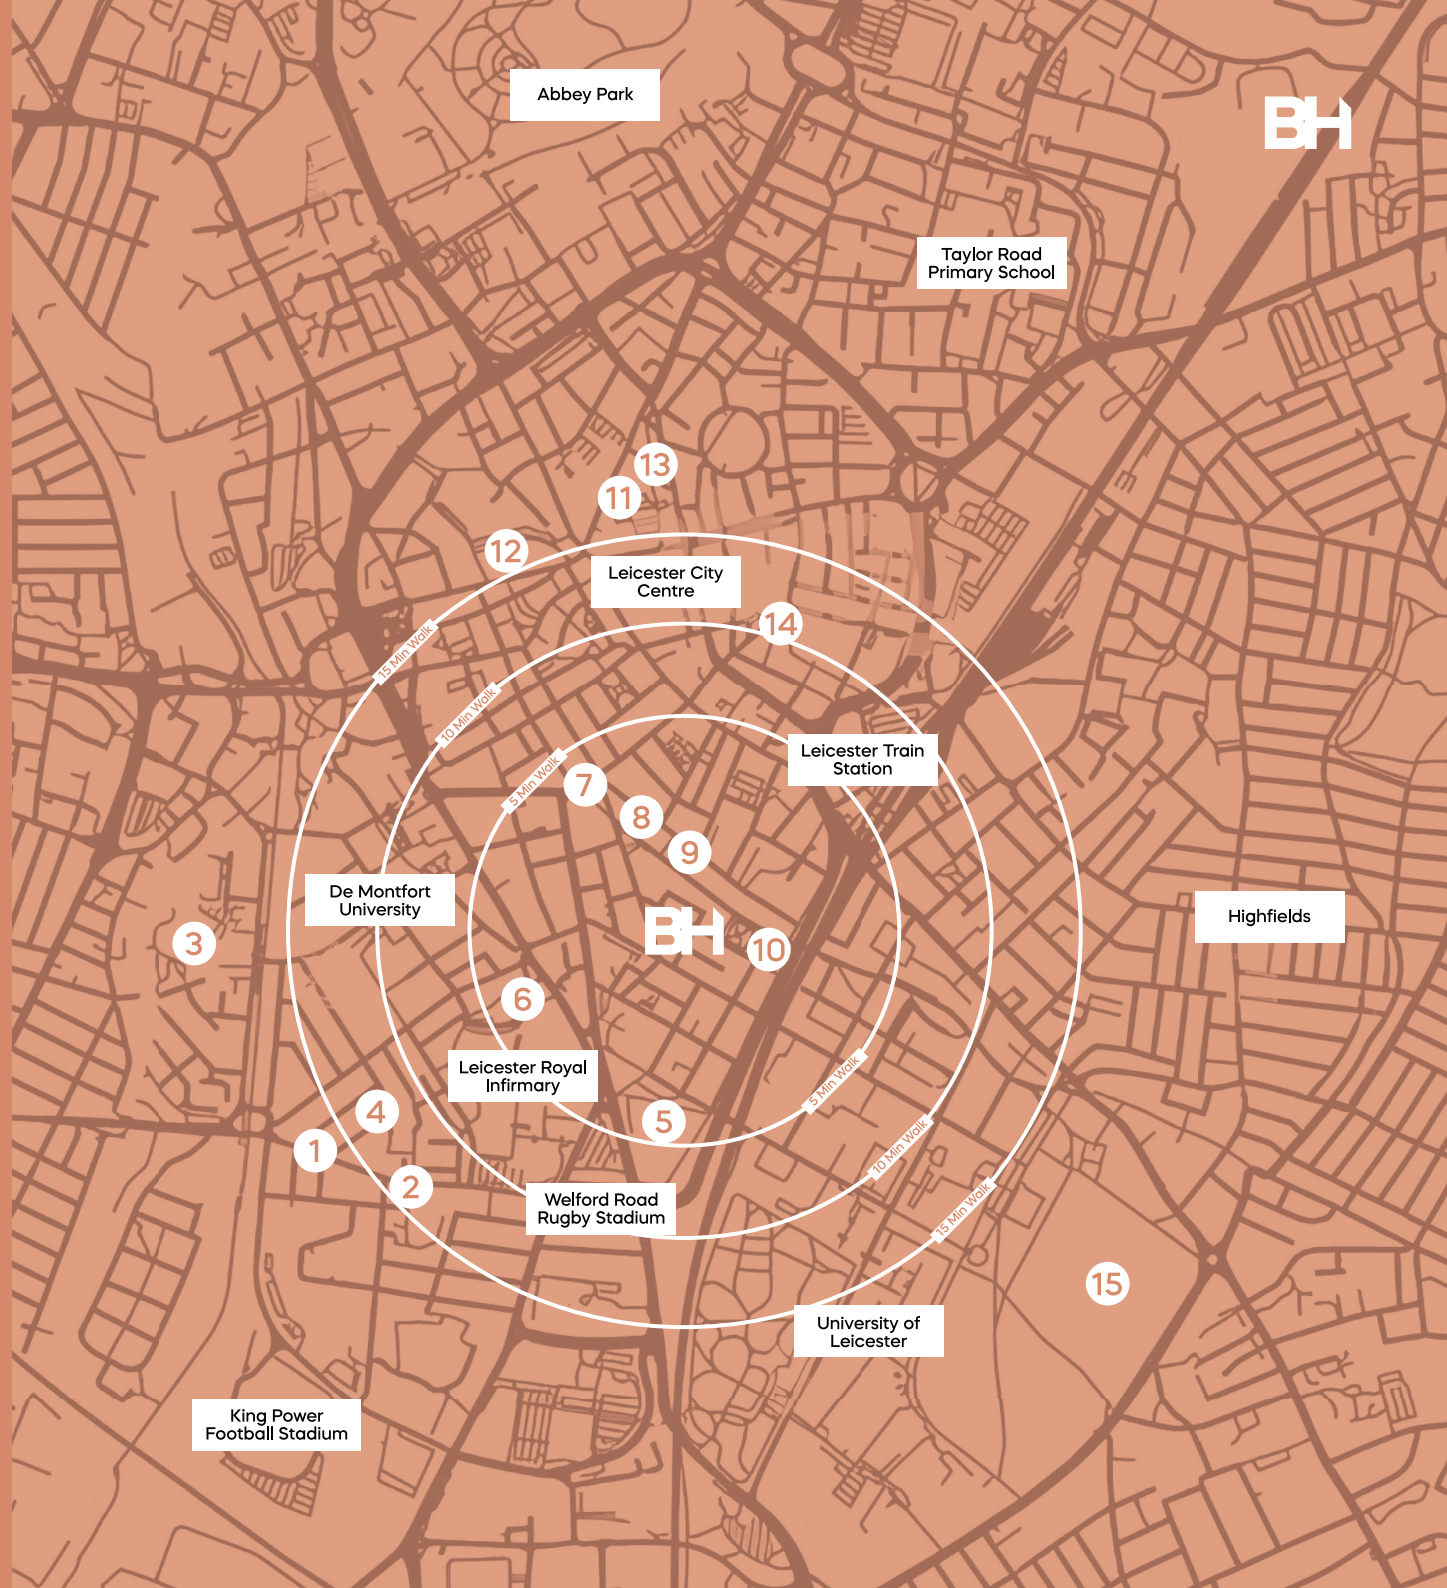 Abbey Park
BH
Taylor Road
Primary School
13
11
12
Leicester City
Centre
14
15 Min Walk
10 Min Walk
5 Min Walk
Leicester Train
Station
7
8
9
De Montfort
University
Highfields
3
BH
10
6
Leicester Royal
Infirmary
5 Min Walk
4
5
1
10 Min Walk
2
Welford Road
Rugby Stadium
15 Min Walk
15
University of
Leicester
King Power
Football Stadium